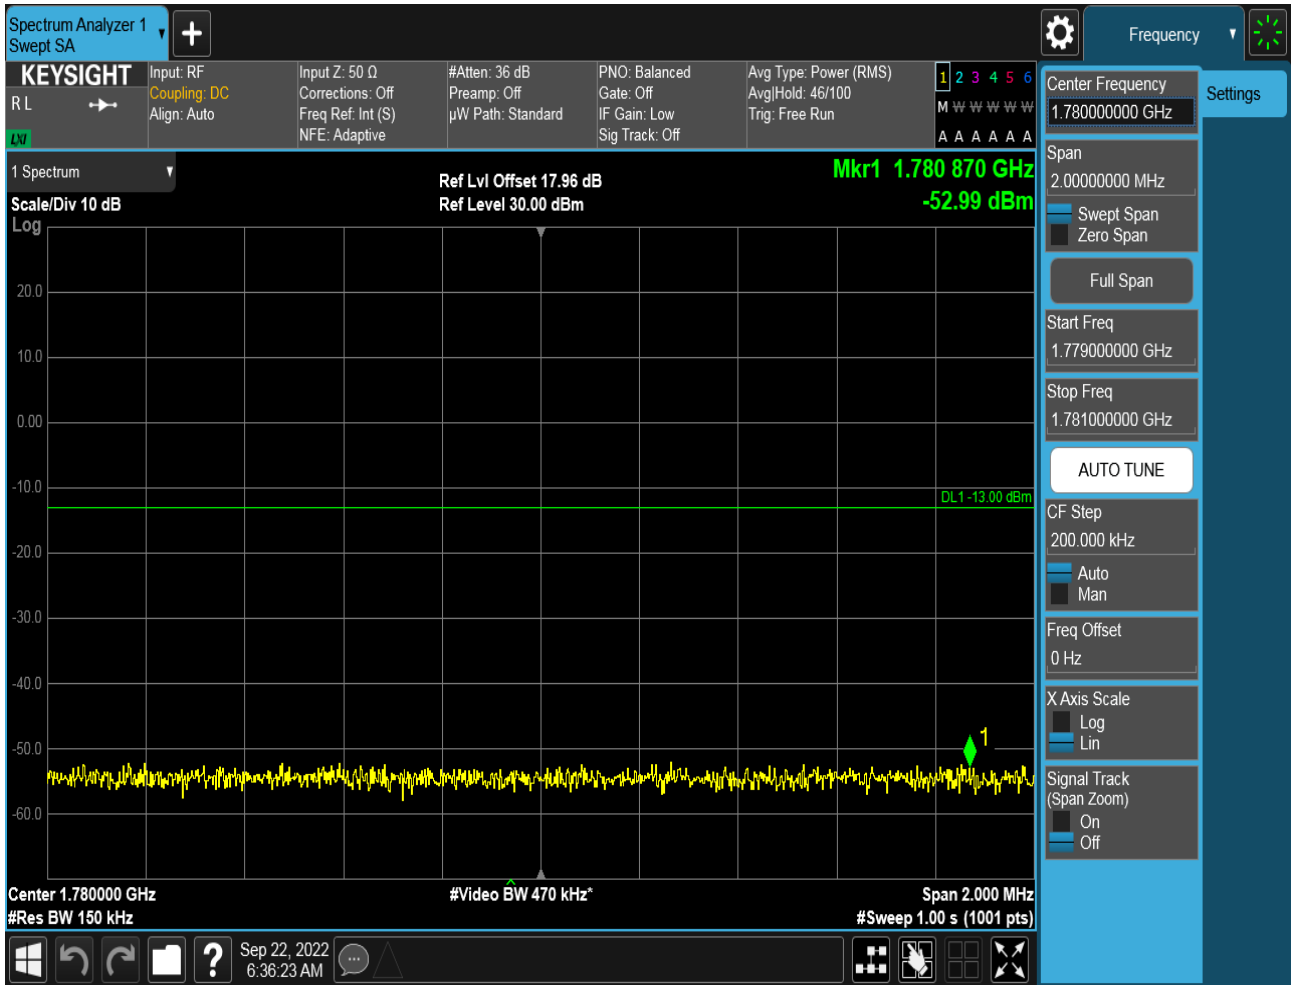 Spectrum Analyzer 1
Swept SA
Frequency
KEYSIGHT
R L
LXI
Input: RF
Coupling: DC
Align: Auto
Input Z: 50 Ω
Corrections: Off
Freq Ref: Int (S)
NFE: Adaptive
#Atten: 36 dB
Preamp: Off
µW Path: Standard
PNO: Balanced
Gate: Off
IF Gain: Low
Sig Track: Off
Avg Type: Power (RMS)
Avg|Hold: 46/100
Trig: Free Run
1 2 3 4 5 6
M W W W W W
A A A A A A
1 Spectrum
Scale/Div 10 dB
Log
Ref Lvl Offset 17.96 dB
Ref Level 30.00 dBm
Mkr1 1.780 870 GHz
-52.99 dBm
20.0
10.0
0.00
-10.0
DL1 -13.00 dBm
-20.0
-30.0
-40.0
-50.0
1
-60.0
Center 1.780000 GHz
#Video BW 470 kHz*
Span 2.000 MHz
#Res BW 150 kHz
#Sweep 1.00 s (1001 pts)
Sep 22, 2022
6:36:23 AM
Center Frequency
1.780000000 GHz
Settings
Span
2.00000000 MHz
Swept Span
Zero Span
Full Span
Start Freq
1.779000000 GHz
Stop Freq
1.781000000 GHz
AUTO TUNE
CF Step
200.000 kHz
Auto
Man
Freq Offset
0 Hz
X Axis Scale
Log
Lin
Signal Track
(Span Zoom)
On
Off